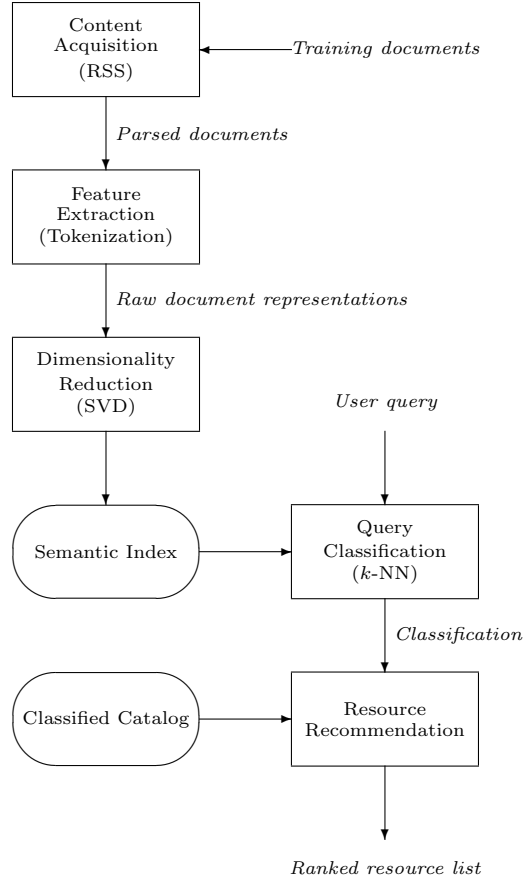 Content
Acquisition
(RSS)
Training documents
Parsed documents
Feature
Extraction
(Tokenization)
Raw document representations
Dimensionality
Reduction
(SVD)
User query
Semantic Index
Query
Classification
(k-NN)
Classification
Classified Catalog
Resource
Recommendation
Ranked resource list